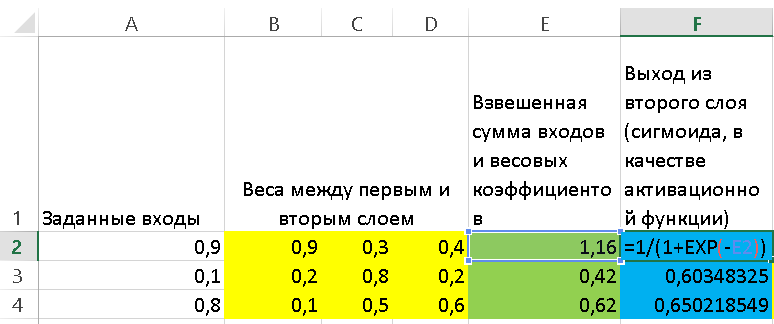 A B C D E F
1 Заданные входы
Веса между первым и
вторым слоем
Взвешенная
сумма входов
и весовых
коэффициенто
в
Выход из
второго слоя
(сигмоида, в
качестве
активационно
й функции)
2 0,9 0,9 0,3 0,4 1,16 =1/(1+EXP(-E2))
3 0,1 0,2 0,8 0,2 0,42 0,60348325
4 0,8 0,1 0,5 0,6 0,62 0,650218549